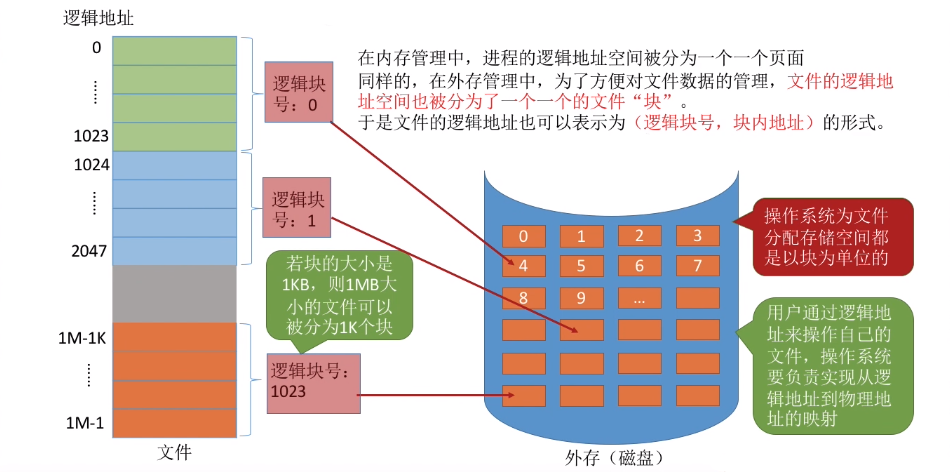 逻辑地址
0
……
1023
1024
……
2047
1M-1K
……
1M-1
文件
逻辑块
号：0
逻辑块
号：1
若块的大小是
1KB，则1MB大
小的文件可以
被分为1K个块
逻辑块号：
1023
在内存管理中，进程的逻辑地址空间被分为一个一个页面
同样的，在外存管理中，为了方便对文件数据的管理，文件的逻辑地
址空间也被分为了一个一个的文件“块”。
于是文件的逻辑地址也可以表示为（逻辑块号，块内地址）的形式。
0 1 2 3
4 5 6 7
8 9 …
外存（磁盘）
操作系统为文件
分配存储空间都
是以块为单位的
用户通过逻辑地
址来操作自己的
文件，操作系统
要负责实现从逻
辑地址到物理地
址的映射